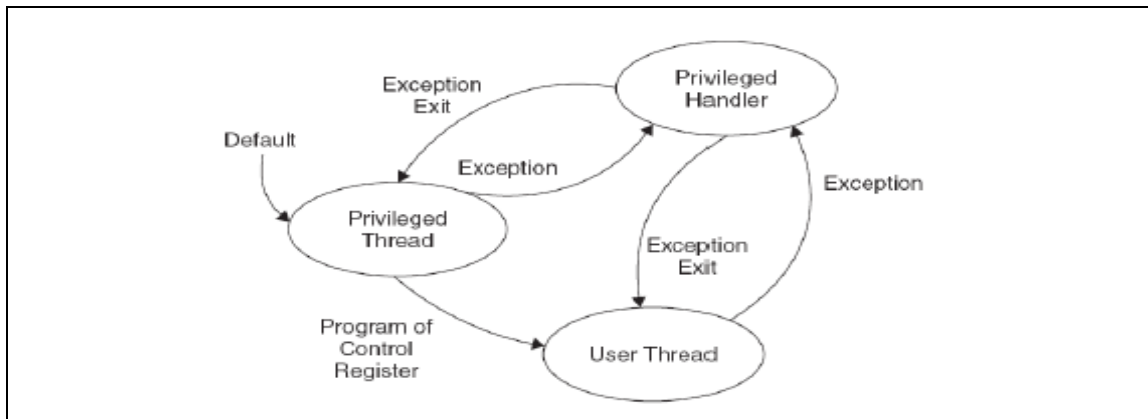 Privileged
Handler
Exception
Exit
Default
Exception
Exception
Privileged
Thread
Exception
Exit
Program of
Control
Register
User Thread